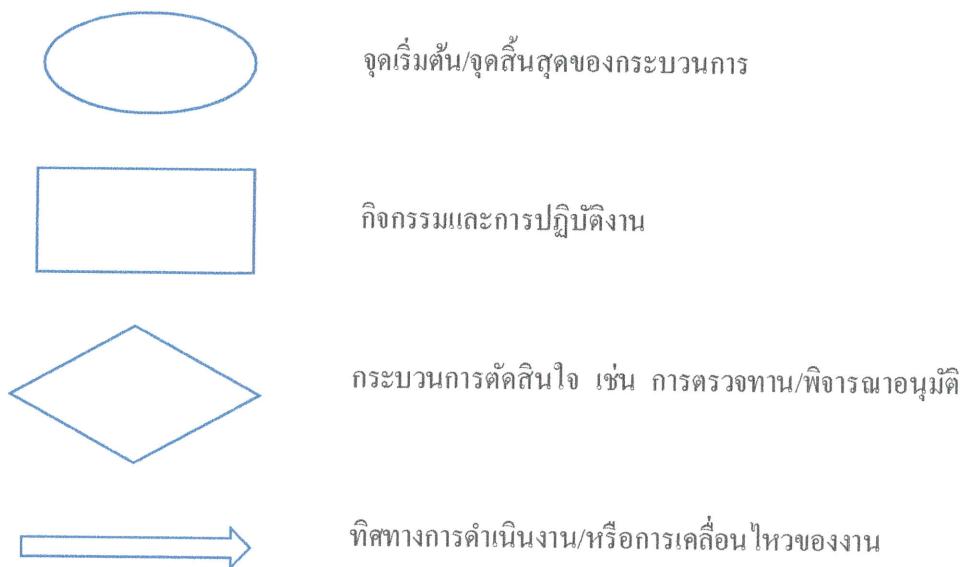 จุดเริ่มต้น/จุดสิ้นสุดของกระบวนการ
กิจกรรมและการปฏิบัติงาน
กระบวนการตัดสินใจ เช่น การตรวจทาน/พิจารณาอนุมัติ
ทิศทางการดำเนินงาน/หรือการเคลื่อนไหวของงาน